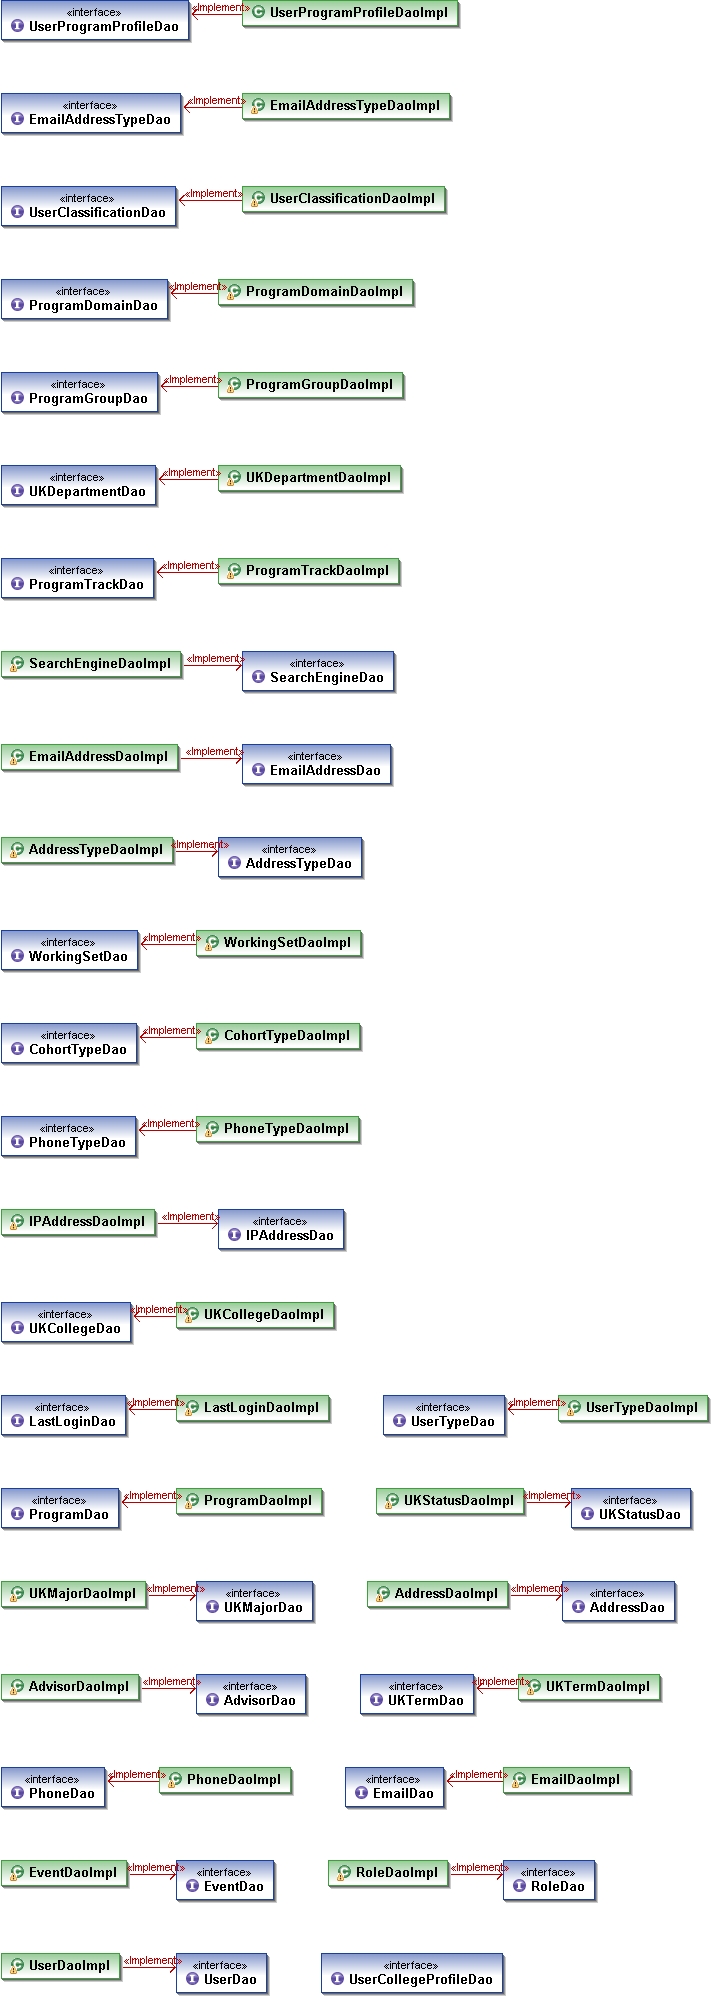 «interface»
UserProgramProfileDao
«Implement»
UserProgramProfileDaoImpl
«interface»
EmailAddressTypeDao
«Implement»
EmailAddressTypeDaoImpl
«interface»
UserClassificationDao
«Implement»
UserClassificationDaoImpl
«interface»
ProgramDomainDao
«Implement»
ProgramDomainDaoImpl
«interface»
ProgramGroupDao
«Implement»
ProgramGroupDaoImpl
«interface»
UKDepartmentDao
«Implement»
UKDepartmentDaoImpl
«interface»
ProgramTrackDao
«Implement»
ProgramTrackDaoImpl
SearchEngineDaoImpl
«Implement»
«interface»
SearchEngineDao
EmailAddressDaoImpl
«Implement»
«interface»
EmailAddressDao
AddressTypeDaoImpl
«Implement»
«interface»
AddressTypeDao
«interface»
WorkingSetDao
«Implement»
WorkingSetDaoImpl
«interface»
CohortTypeDao
«Implement»
CohortTypeDaoImpl
«interface»
PhoneTypeDao
«Implement»
PhoneTypeDaoImpl
IPAddressDaoImpl
«Implement»
«interface»
IPAddressDao
«interface»
UKCollegeDao
«Implement»
UKCollegeDaoImpl
«interface»
LastLoginDao
«Implement»
LastLoginDaoImpl
«interface»
UserTypeDao
«Implement»
UserTypeDaoImpl
«interface»
ProgramDao
«Implement»
ProgramDaoImpl
UKStatusDaoImpl
«Implement»
«interface»
UKStatusDao
UKMajorDaoImpl
«Implement»
«interface»
UKMajorDao
AddressDaoImpl
«Implement»
«interface»
AddressDao
AdvisorDaoImpl
«Implement»
«interface»
AdvisorDao
«interface»
UKTermDao
«Implement»
UKTermDaoImpl
«interface»
PhoneDao
«Implement»
PhoneDaoImpl
«interface»
EmailDao
«Implement»
EmailDaoImpl
EventDaoImpl
«Implement»
«interface»
EventDao
RoleDaoImpl
«Implement»
«interface»
RoleDao
UserDaoImpl
«Implement»
«interface»
UserDao
«interface»
UserCollegeProfileDao